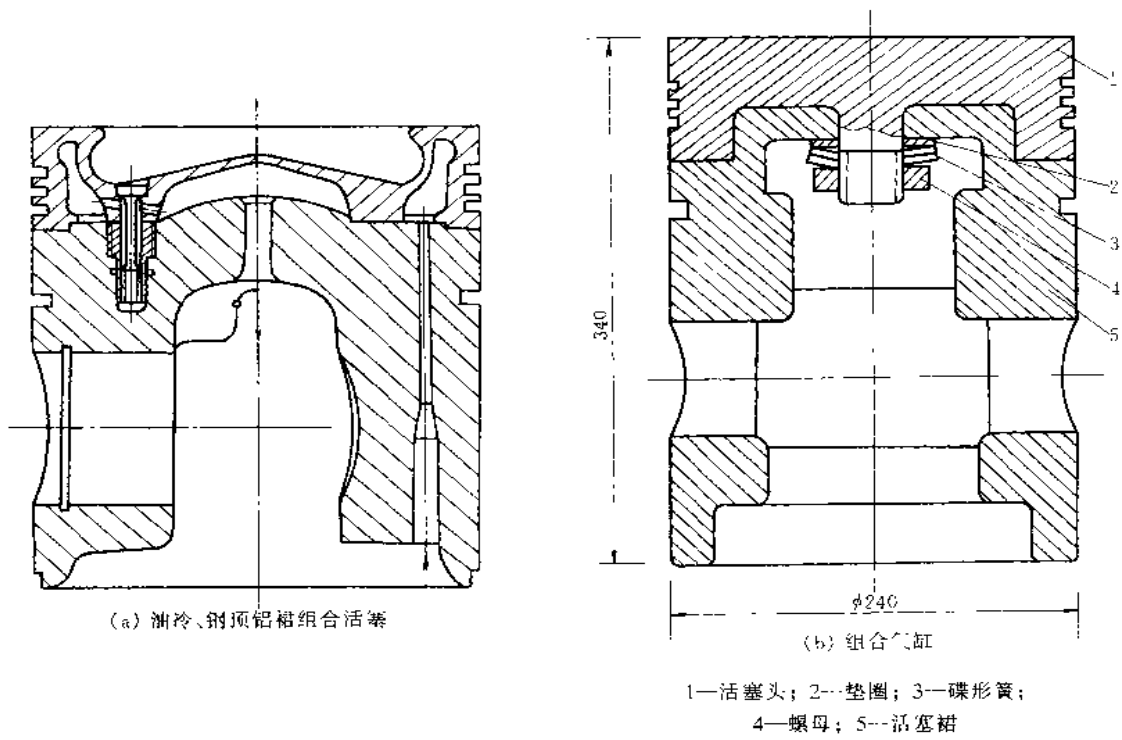 1
2
3
4
5
340
φ240
(a) 油冷、钢顶铝裙组合活塞
(b) 组合气缸
1—活塞头; 2—垫圈; 3—碟形簧;
4—螺母; 5—活塞裙